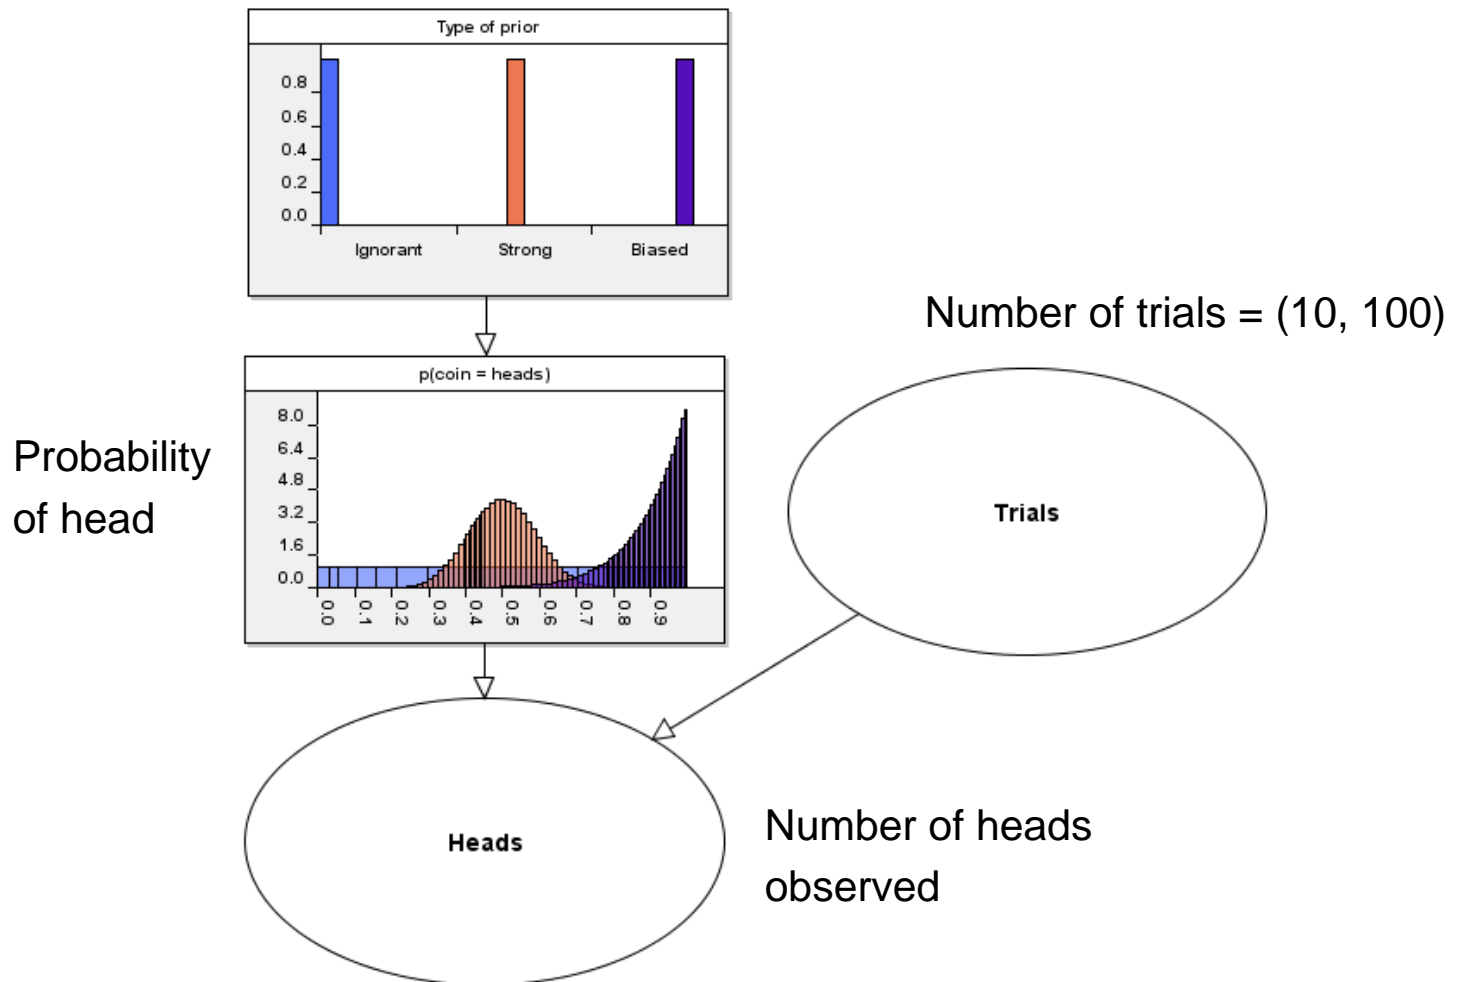 Type of prior
0.8
0.6
0.4
0.2
0.0
Ignorant Strong Biased
Number of trials = (10, 100)
p(coin = heads)
8.0
6.4
4.8
3.2
1.6
0.0
0.0 0.1 0.2 0.3 0.4 0.5 0.6 0.7 0.8 0.9
Probability
of head
Trials
Heads
Number of heads
observed